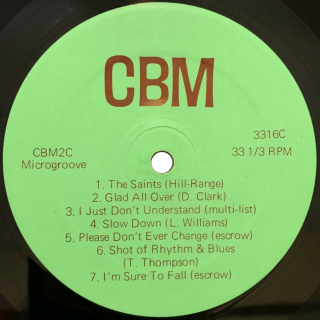 CBM
CBM2C
Microgroove
3316C
33 1/3 RPM
1. The Saints (Hill-Range)
2. Glad All Over (D. Clark)
3. I Just Don't Understand (multi-list)
4. Slow Down (L. Williams)
5. Please Don't Ever Change (escrow)
6. Shot of Rhythm & Blues
(T. Thompson)
7. I'm Sure To Fall (escrow)